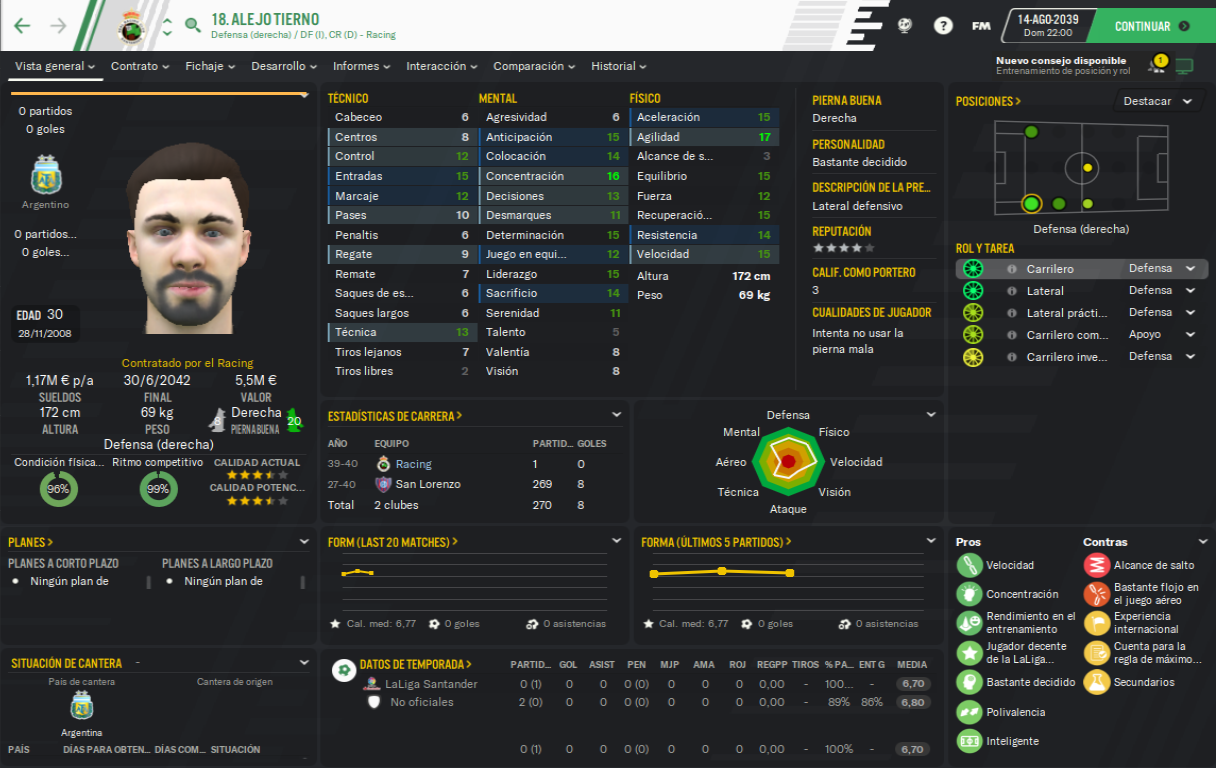 18. ALEJO TIERNO
Defensa (derecha) / DF (I), CR (D) - Racing
FM
14-AGO-2039
Dom 22:00
CONTINUAR
Vista general
Contrato
Fichaje
Desarrollo
Informes
Interacción
Comparación
Historial
Nuevo consejo disponible
Entrenamiento de posición y rol
1
0 partidos
0 goles
Argentino
0 partidos...
0 goles...
EDAD 30
28/11/2008
Contratado por el Racing
1,17M € p/a
SUELDOS
30/6/2042
FINAL
5,5M €
VALOR
172 cm
ALTURA
69 kg
PESO
8
Derecha
PIERNA BUENA
20
Defensa (derecha)
Condición física...
96%
Ritmo competitivo
99%
CALIDAD ACTUAL
CALIDAD POTENC...
TÉCNICO
Cabeceo 6
Centros 8
Control 12
Entradas 15
Marcaje 12
Pases 10
Penaltis 6
Regate 9
Remate 7
Saques de es... 6
Saques largos 6
Técnica 13
Tiros lejanos 7
Tiros libres 2
MENTAL
Agresividad 6
Anticipación 15
Colocación 14
Concentración 16
Decisiones 13
Desmarques 11
Determinación 15
Juego en equi... 12
Liderazgo 15
Sacrificio 14
Serenidad 11
Talento 5
Valentía 8
Visión 8
FÍSICO
Aceleración 15
Agilidad 17
Alcance de s... 3
Equilibrio 15
Fuerza 12
Recuperació... 15
Resistencia 14
Velocidad 15
Altura 172 cm
Peso 69 kg
PIERNA BUENA
Derecha
PERSONALIDAD
Bastante decidido
DESCRIPCIÓN DE LA PRE...
Lateral defensivo
REPUTACIÓN
CALIF. COMO PORTERO
3
CUALIDADES DE JUGADOR
Intenta no usar la
pierna mala
POSICIONES >
Destacar
Defensa (derecha)
ROL Y TAREA
Carrilero Defensa
Lateral Defensa
Lateral prácti... Defensa
Carrilero com... Apoyo
Carrilero inve... Defensa
ESTADÍSTICAS DE CARRERA >
AÑO EQUIPO PARTID... GOLES
39-40 Racing 1 0
27-40 San Lorenzo 269 8
Total 2 clubes 270 8
Defensa
Físico
Velocidad
Visión
Ataque
Técnica
Aéreo
Mental
PLANES >
PLANES A CORTO PLAZO
Ningún plan de
PLANES A LARGO PLAZO
Ningún plan de
FORM (LAST 20 MATCHES) >
Cal. med: 6,77 0 goles 0 asistencias
FORMA (ÚLTIMOS 5 PARTIDOS) >
Cal. med: 6,77 0 goles 0 asistencias
Pros
Velocidad
Concentración
Rendimiento en el
entrenamiento
Jugador decente
de la LaLiga...
Bastante decidido
Polivalencia
Inteligente
Contras
Alcance de salto
Bastante flojo en
el juego aéreo
Experiencia
internacional
Cuenta para la
regla de máximo...
Secundarios
SITUACIÓN DE CANTERA -
País de cantera
Cantera de origen
Argentina
PAÍS DÍAS PARA OBTEN... DÍAS COM... SITUACIÓN
DATOS DE TEMPORADA > PARTID... GOL ASIST PEN MJP AMA ROJ REGPP TIROS % PA... ENT G MEDIA
LaLiga Santander 0 (1) 0 0 0 (0) 0 0 0 0,00 - 100... - 6,70
No oficiales 2 (0) 0 0 0 (0) 0 0 0 0,00 - 89% 86% 6,80
0 (1) 0 0 0 (0) 0 0 0 0,00 - 100% - 6,70